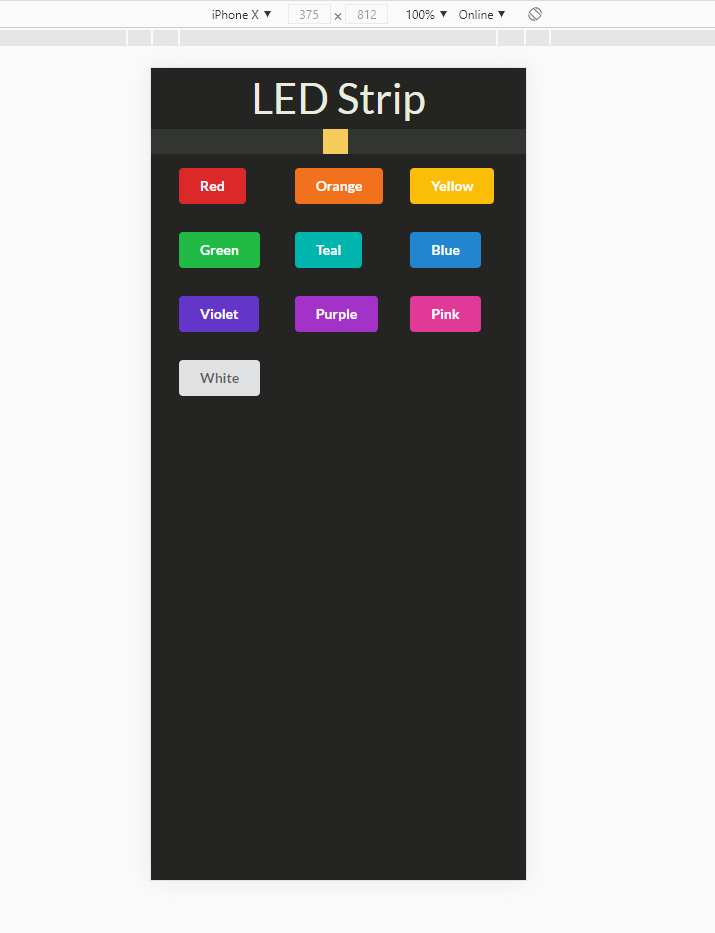 iPhone X ▼ 375 × 812 100% ▼ Online ▼
LED Strip
Red Orange Yellow
Green Teal Blue
Violet Purple Pink
White